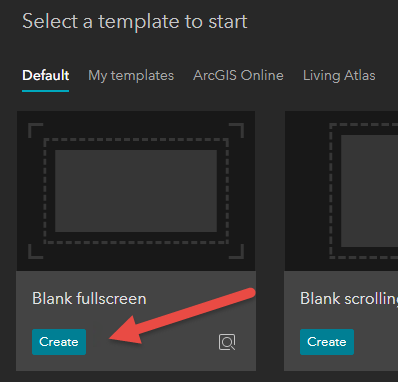 Select a template to start
Default My templates ArcGIS Online Living Atlas
Blank fullscreen Blank scrolling
Create Create